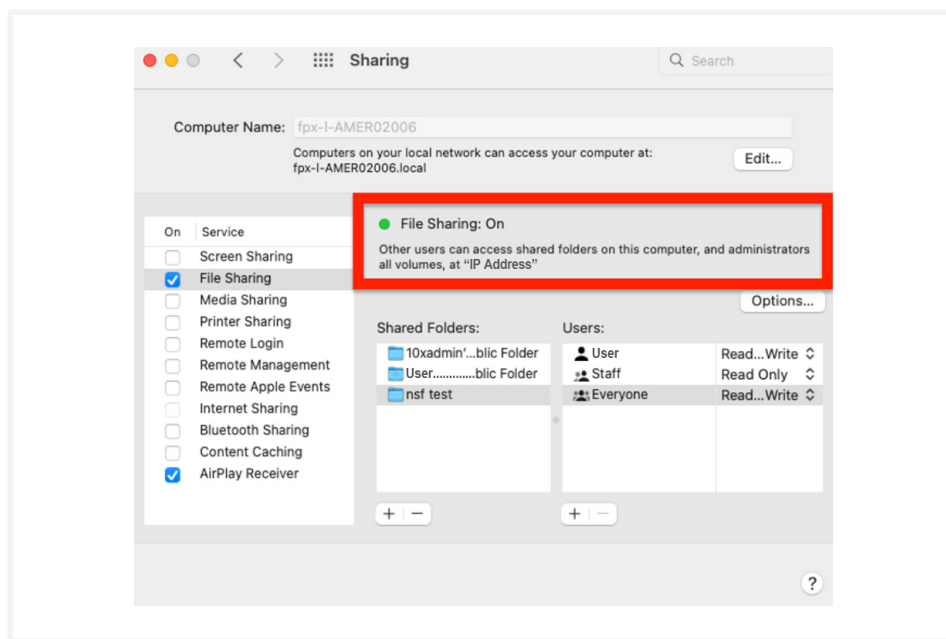 Sharing
Search
Computer Name: fpx-I-AMER02006
Computers on your local network can access your computer at:
fpx-I-AMER02006.local
Edit...
File Sharing: On
Other users can access shared folders on this computer, and administrators
all volumes, at “IP Address”
On Service
Screen Sharing
File Sharing
Media Sharing
Printer Sharing
Remote Login
Remote Management
Remote Apple Events
Internet Sharing
Bluetooth Sharing
Content Caching
AirPlay Receiver
Options...
Shared Folders:
10xadmin'...blic Folder
User.............blic Folder
nsf test
Users:
User Read...Write
Staff Read Only
Everyone Read...Write
+ −
+ −
?